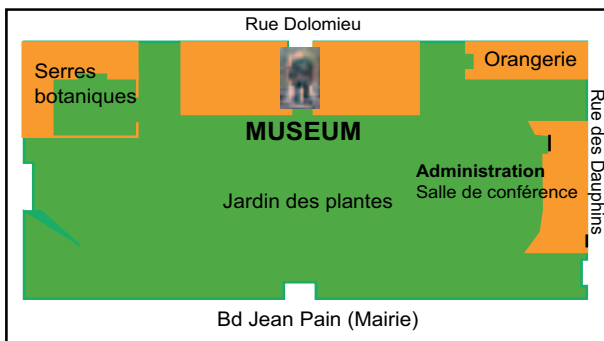 Rue Dolomieu
Serres
botaniques
Orangerie
MUSEUM
Rue des Dauphins
Administration
Salle de conférence
Jardin des plantes
Bd Jean Pain (Mairie)